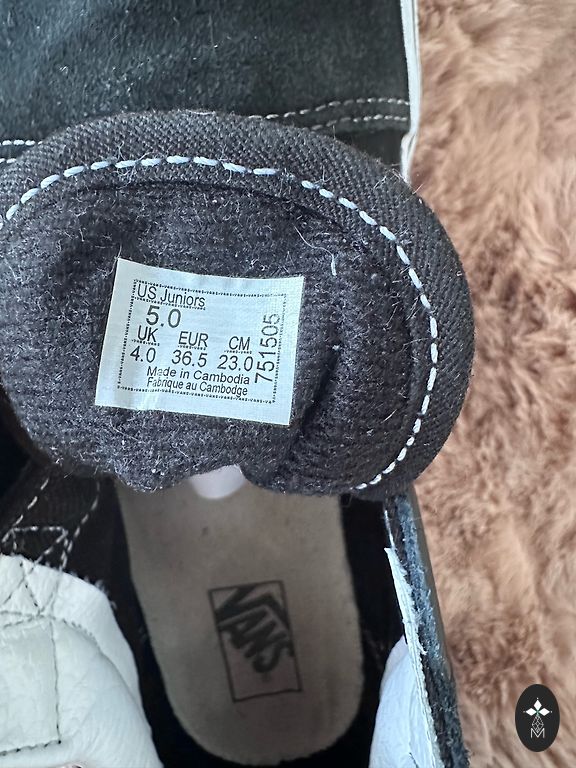 US Juniors
5.0
UK EUR CM
4.0 36.5 23.0
Made in Cambodia
Fabrique au Cambodge
751505
VANS
M